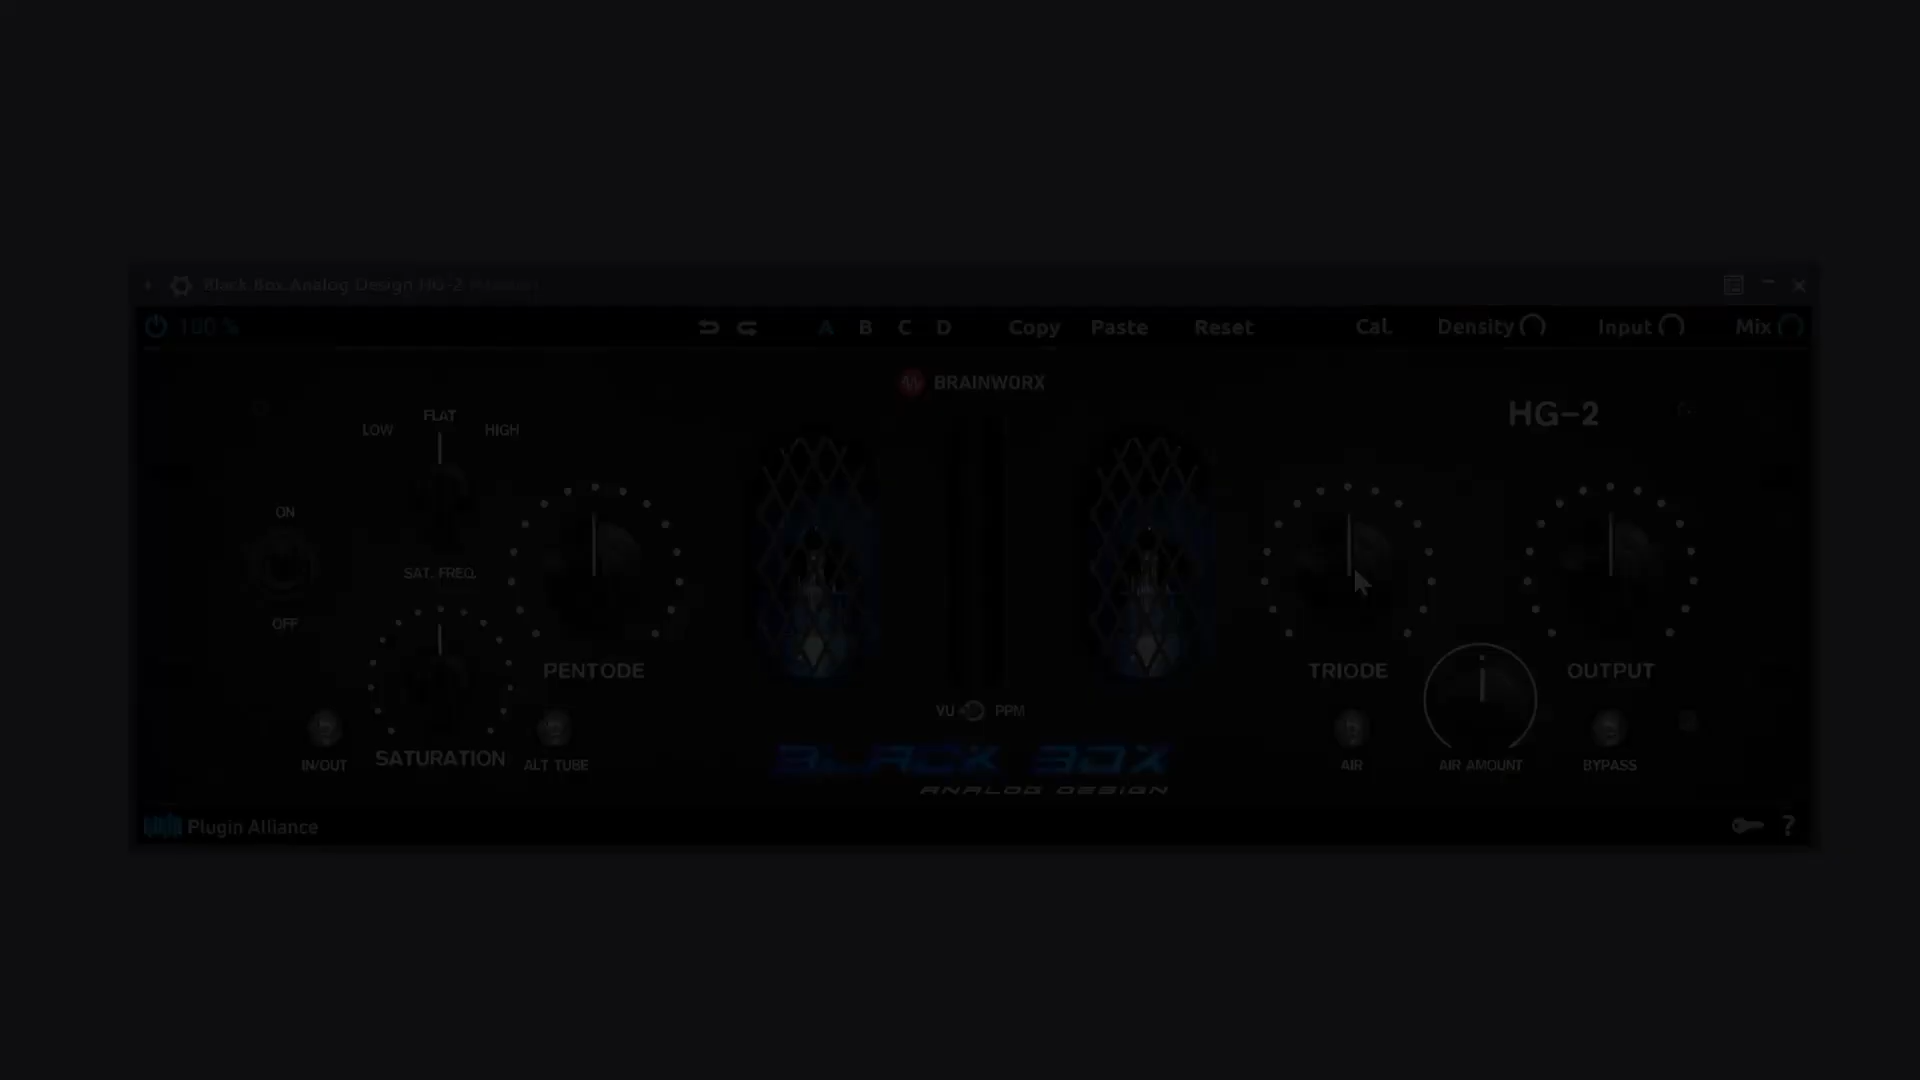 Black Box Analog Design HG-2
100 %
A B C D Copy Paste Reset Cal. Density Input Mix
BRAINWORX
HG-2
FLAT
LOW HIGH
ON
SAT. FREQ.
OFF
PENTODE TRIODE OUTPUT
VU PPM
SATURATION
IN/OUT ALT TUBE AIR AIR AMOUNT BYPASS
BLACK BOX
ANALOG DESIGN
Plugin Alliance ?